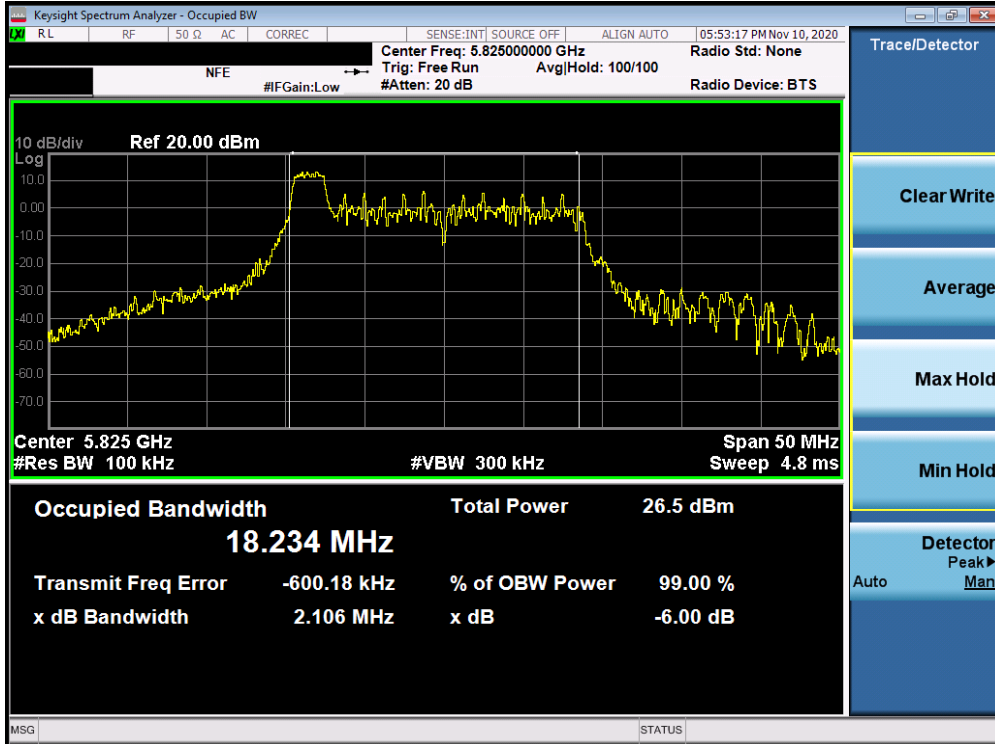 Keysight Spectrum Analyzer - Occupied BW
LXI RL RF 50 Ω AC CORREC SENSE:INT SOURCE OFF ALIGN AUTO 05:53:17 PM Nov 10, 2020
Center Freq: 5.825000000 GHz Radio Std: None
NFE Trig: Free Run Avg|Hold: 100/100
#IFGain:Low #Atten: 20 dB Radio Device: BTS
Trace/Detector
10 dB/div Ref 20.00 dBm
Log
10.0
0.00
-10.0
-20.0
-30.0
-40.0
-50.0
-60.0
-70.0
Center 5.825 GHz Span 50 MHz
#Res BW 100 kHz #VBW 300 kHz Sweep 4.8 ms
Occupied Bandwidth Total Power 26.5 dBm
18.234 MHz
Transmit Freq Error -600.18 kHz % of OBW Power 99.00 %
x dB Bandwidth 2.106 MHz x dB -6.00 dB
Clear Write
Average
Max Hold
Min Hold
Detector
Peak▶
Auto Man
MSG STATUS